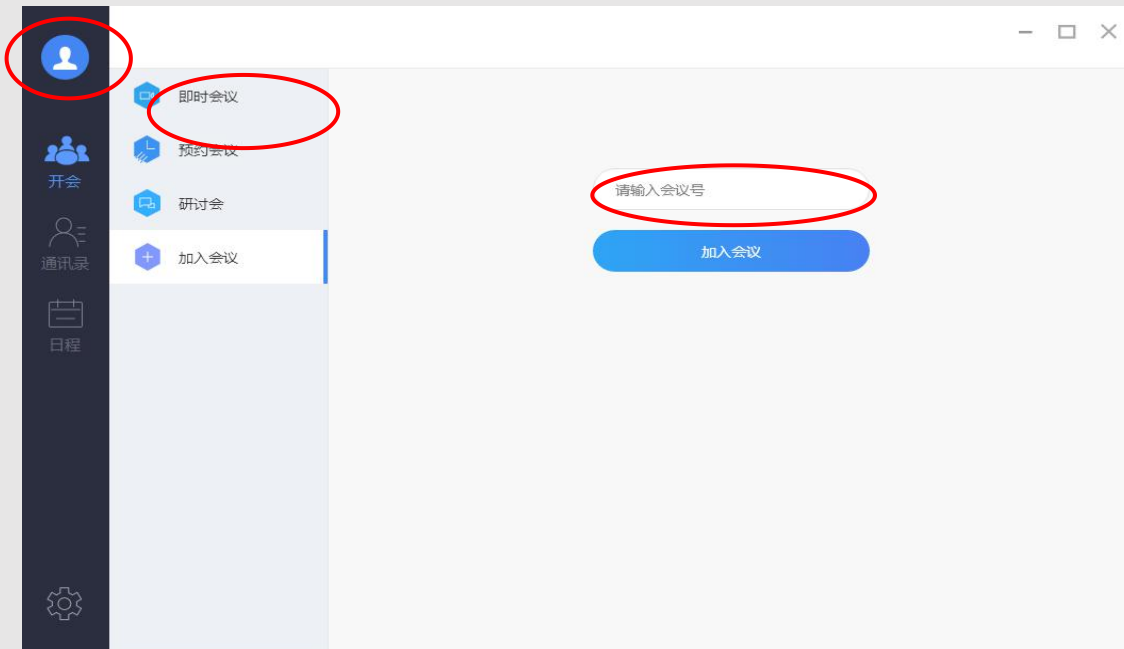 开会
通讯录
日程
即时会议
预约会议
研讨会
加入会议
请输入会议号
加入会议